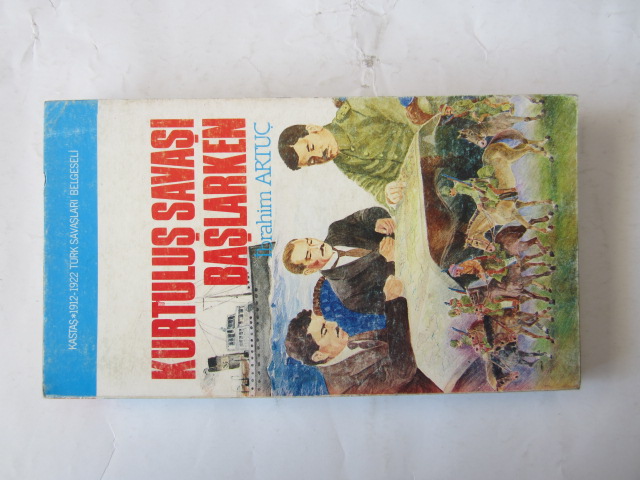 KASTAŞ•1912-1922 TÜRK SAVAŞLARI BELGESELİ
KURTULUŞ SAVAŞI
BAŞLARKEN
İbrahim ARTUÇ